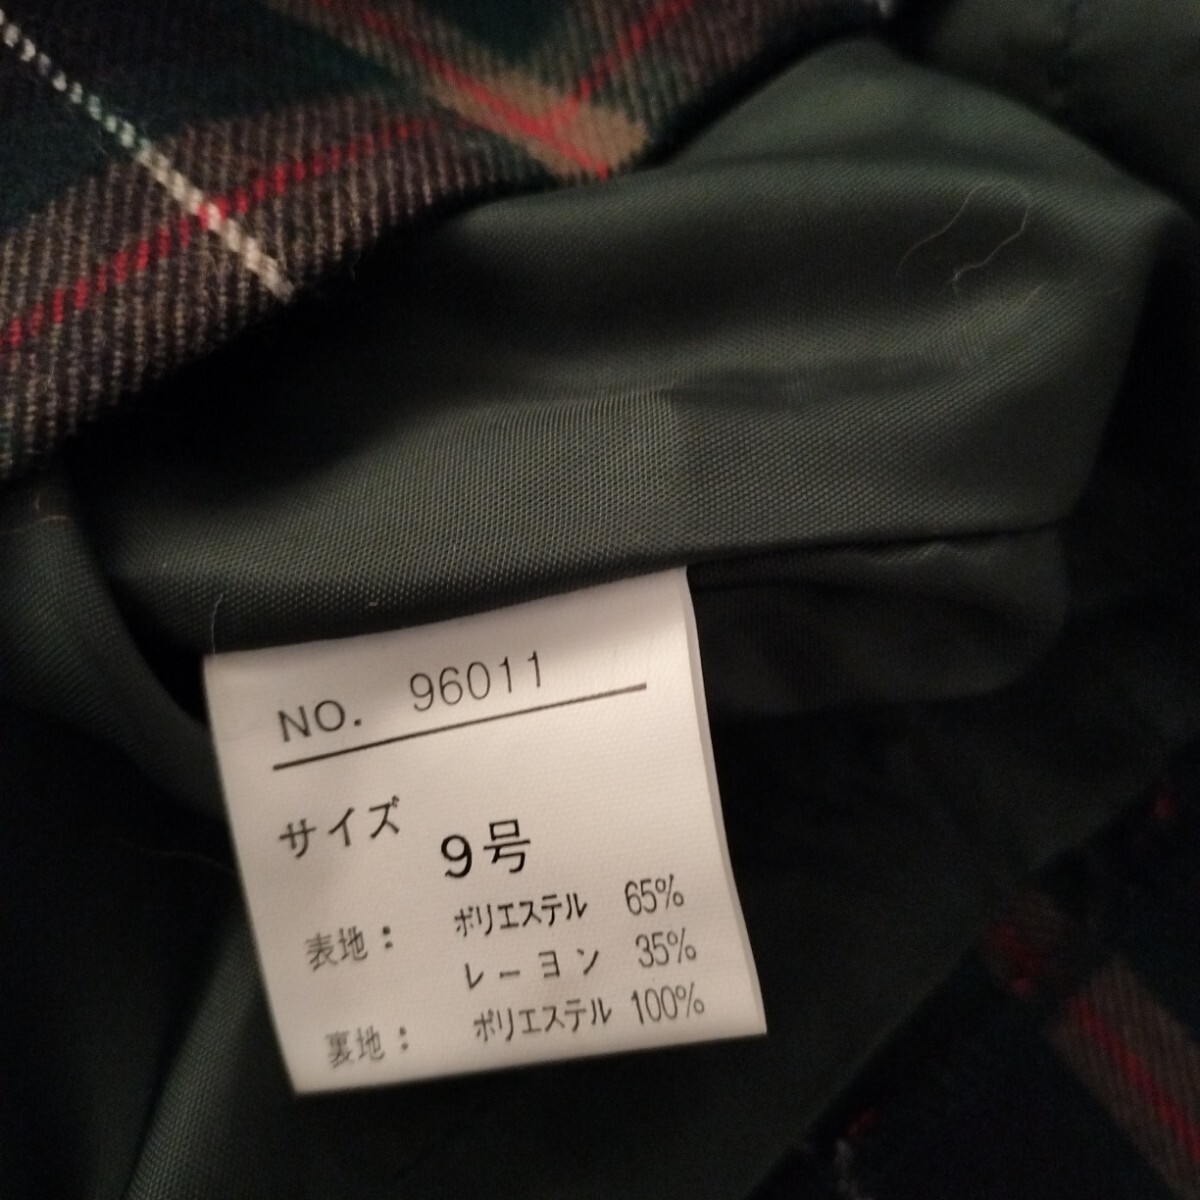 NO. 96011
サイズ 9号
表地： ポリエステル 65%
レーヨン 35%
裏地： ポリエステル 100%